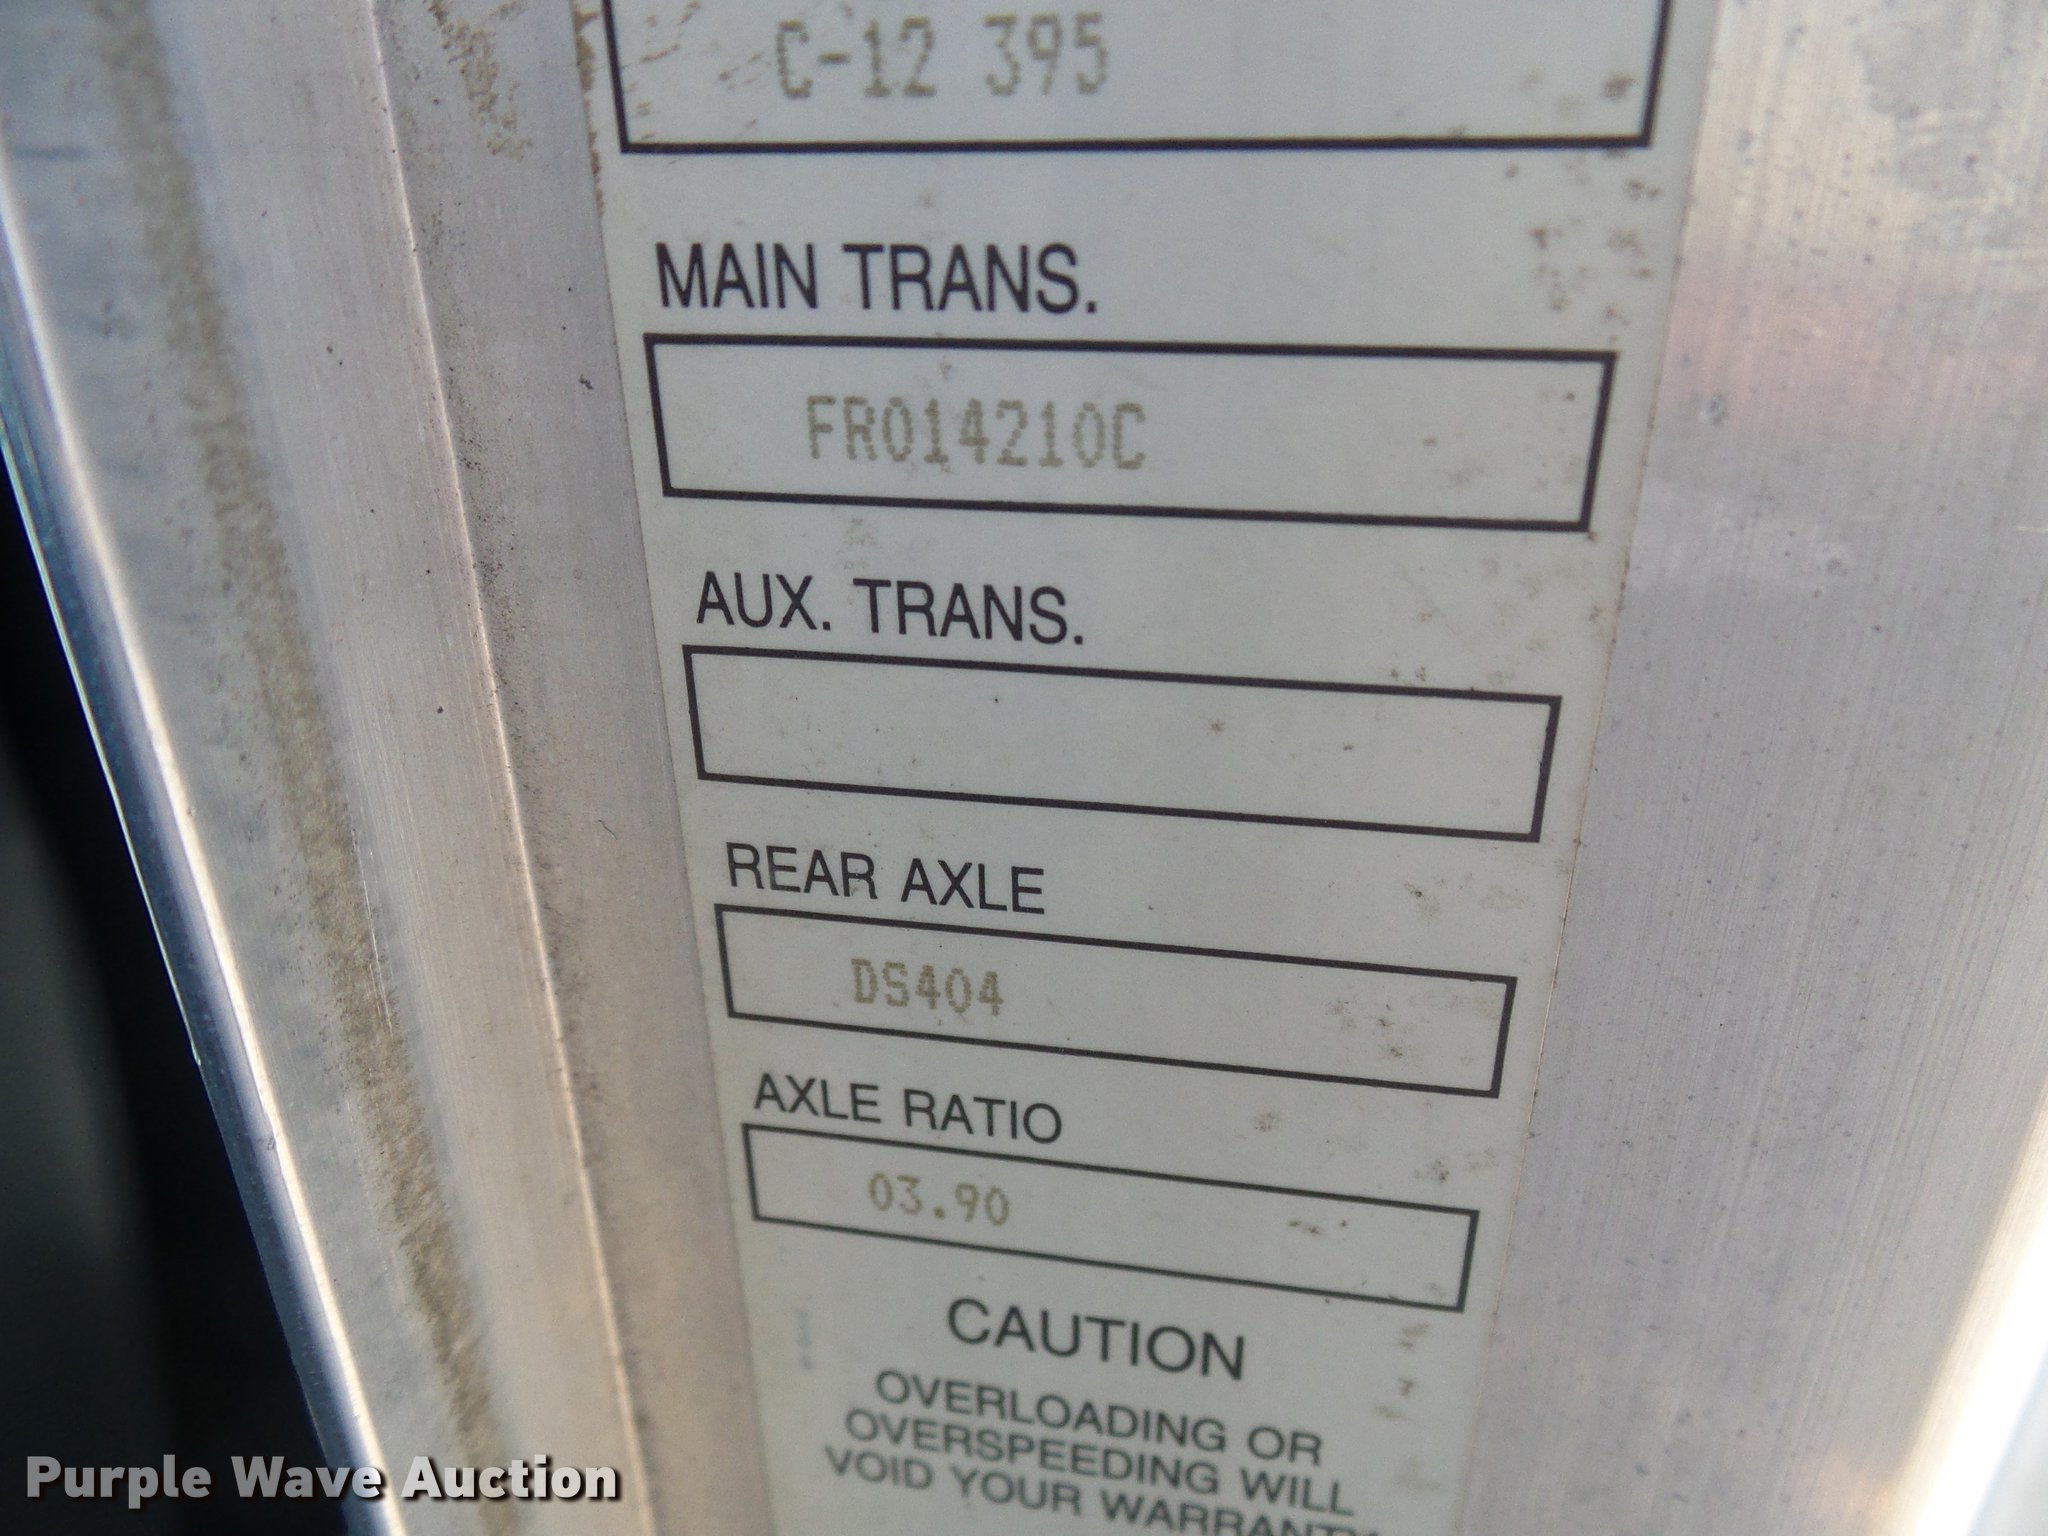 C-12 395
MAIN TRANS.
FR014210C
AUX. TRANS.
REAR AXLE
DS404
AXLE RATIO
03.90
CAUTION
OVERLOADING OR
OVERSPEEDING WILL
VOID YOUR WARRANTY
Purple Wave Auction